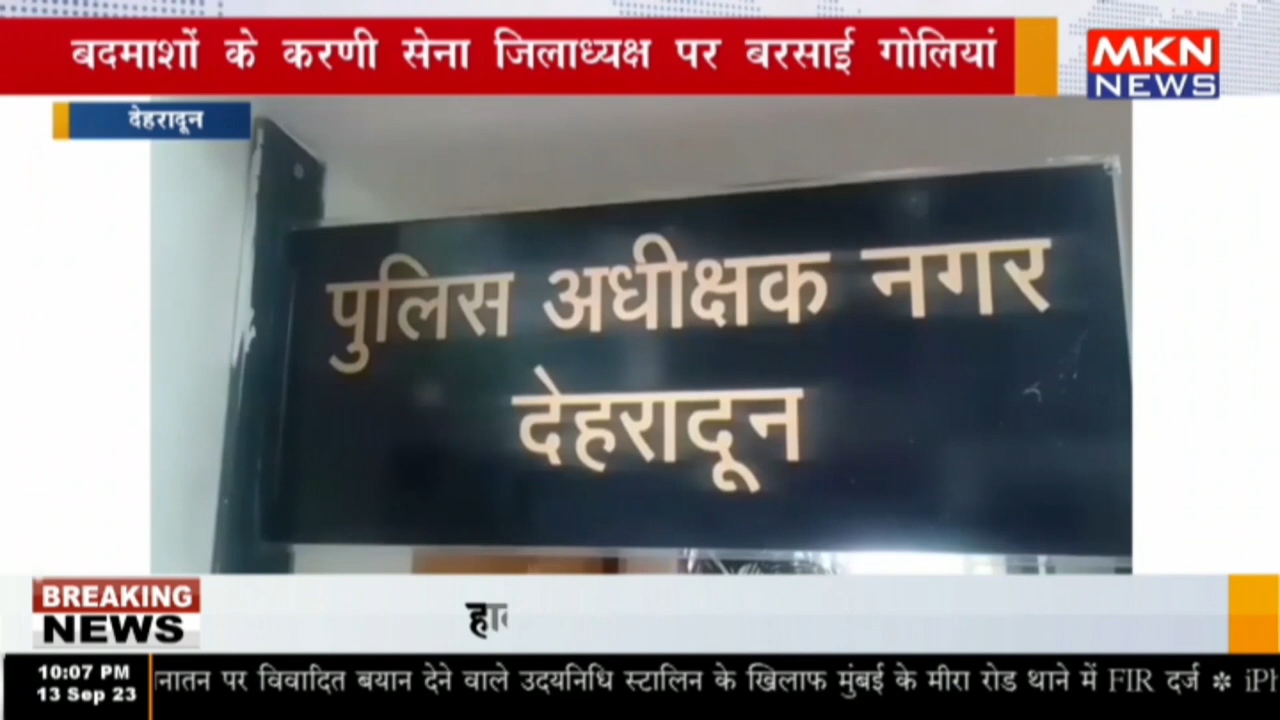 बदमाशों के करणी सेना जिलाध्यक्ष पर बरसाई गोलियां
MKN
NEWS
देहरादून
पुलिस अधीक्षक नगर
देहरादून
BREAKING
NEWS
10:07 PM
13 Sep 23
पर विवादित बयान देने वाले उदयनिधि स्टालिन के खिलाफ मुंबई के मीरा रोड थाने में FIR दर्ज *